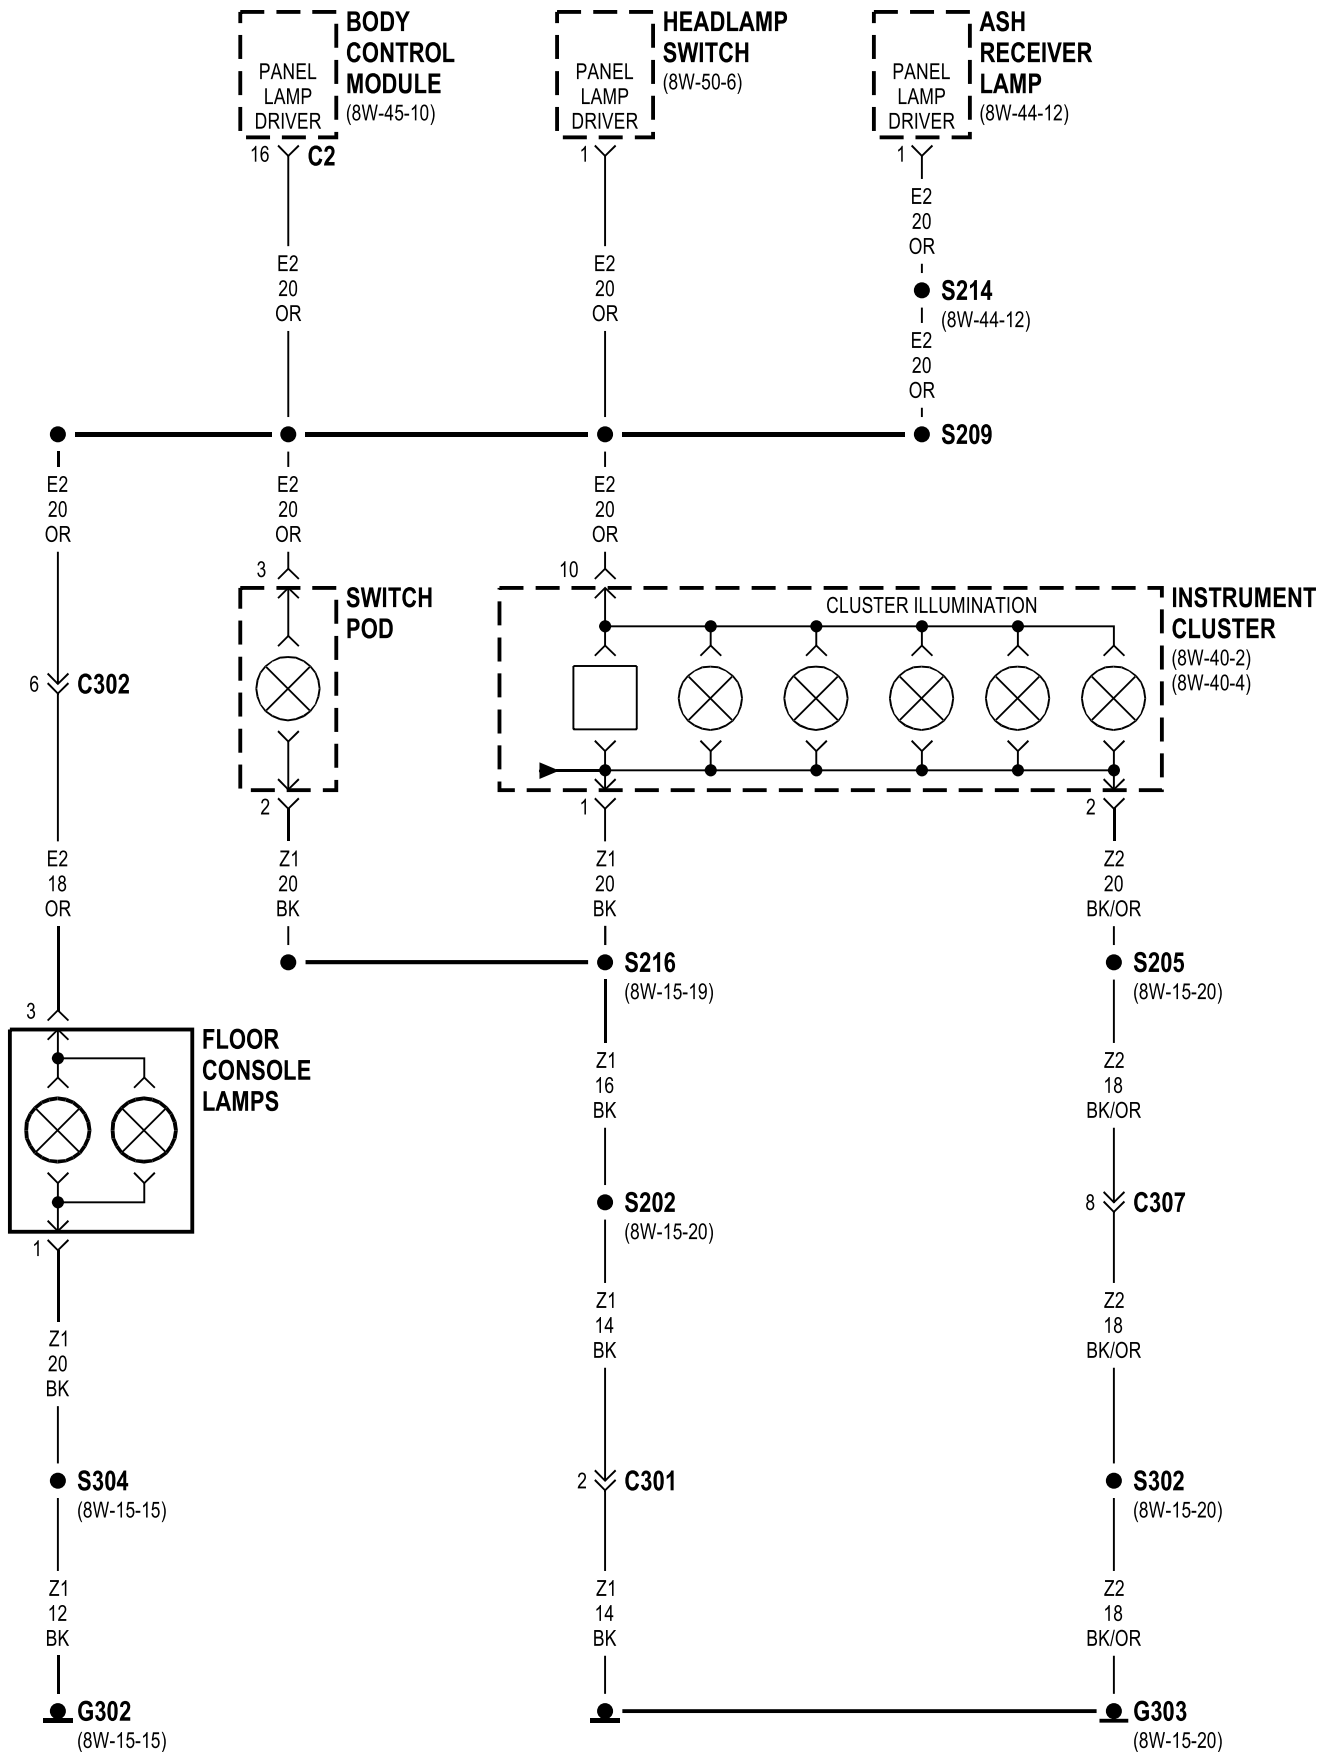 BODY
CONTROL
MODULE
(8W-45-10)
PANEL
LAMP
DRIVER
16
C2
HEADLAMP
SWITCH
(8W-50-6)
PANEL
LAMP
DRIVER
1
ASH
RECEIVER
LAMP
(8W-44-12)
PANEL
LAMP
DRIVER
1
E2
20
OR
E2
20
OR
E2
20
OR
S214
(8W-44-12)
E2
20
OR
S209
E2
20
OR
E2
20
OR
E2
20
OR
3
10
SWITCH
POD
CLUSTER ILLUMINATION
INSTRUMENT
CLUSTER
(8W-40-2)
(8W-40-4)
6
C302
2
1
2
E2
18
OR
Z1
20
BK
Z1
20
BK
Z2
20
BK/OR
S216
(8W-15-19)
S205
(8W-15-20)
3
FLOOR
CONSOLE
LAMPS
Z1
16
BK
Z2
18
BK/OR
S202
(8W-15-20)
8
C307
1
Z1
20
BK
Z1
14
BK
Z2
18
BK/OR
S304
(8W-15-15)
2
C301
S302
(8W-15-20)
Z1
12
BK
Z1
14
BK
Z2
18
BK/OR
G302
(8W-15-15)
G303
(8W-15-20)